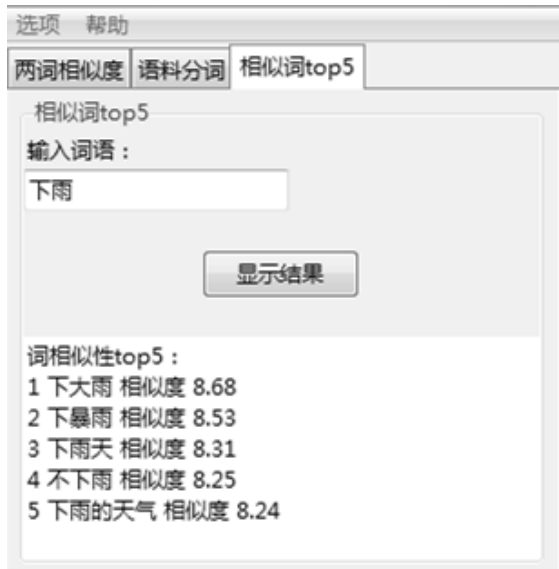 选项 帮助
两词相似度 语料分词 相似词top5
相似词top5
输入词语：
下雨
显示结果
词相似性top5：
1 下大雨 相似度 8.68
2 下暴雨 相似度 8.53
3 下雨天 相似度 8.31
4 不下雨 相似度 8.25
5 下雨的天气 相似度 8.24